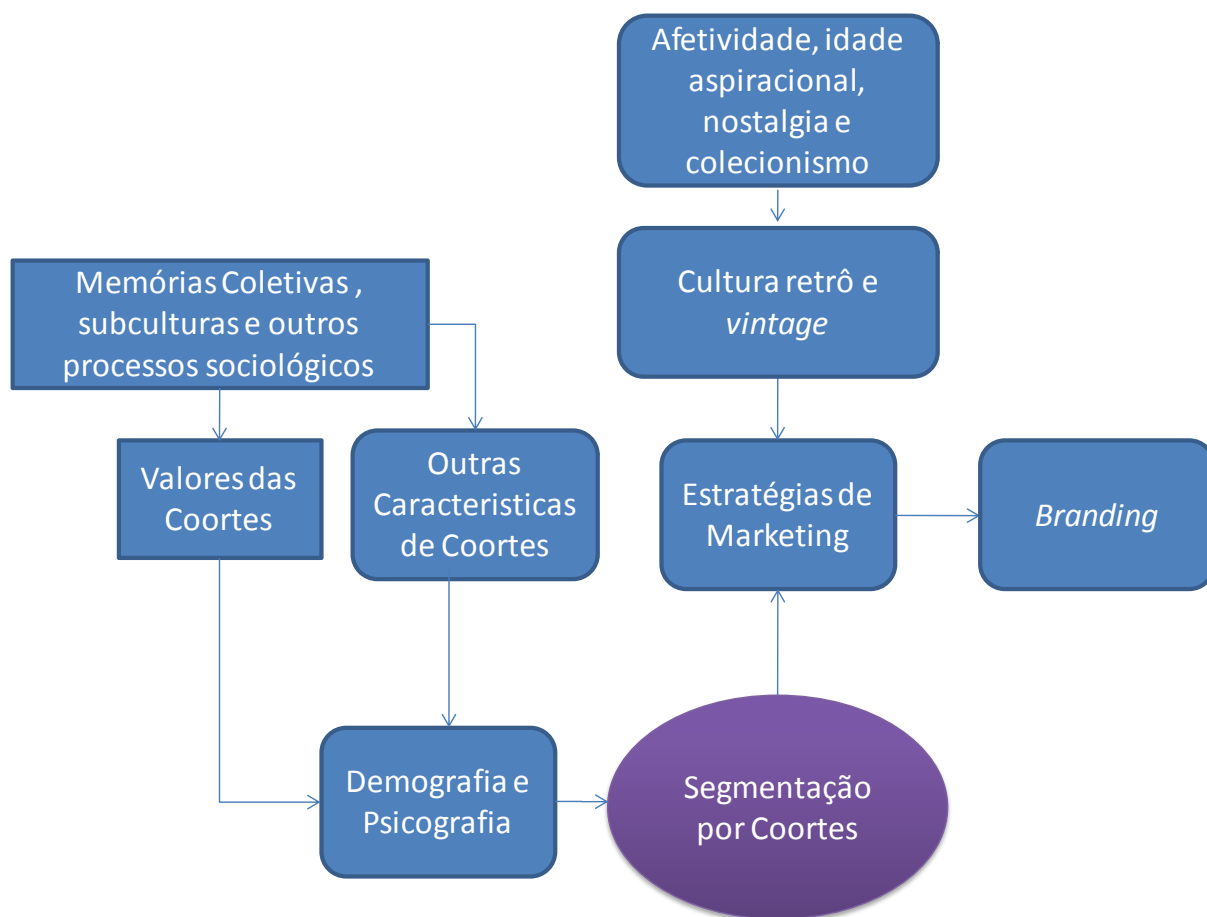 Afetividade, idade
aspiracional,
nostalgia e
colecionismo
Cultura retrô e
vintage
Memórias Coletivas ,
subculturas e outros
processos sociológicos
Valores das
Coortes
Outras
Caracteristicas
de Coortes
Estratégias de
Marketing
Branding
Demografia e
Psicografia
Segmentação
por Coortes